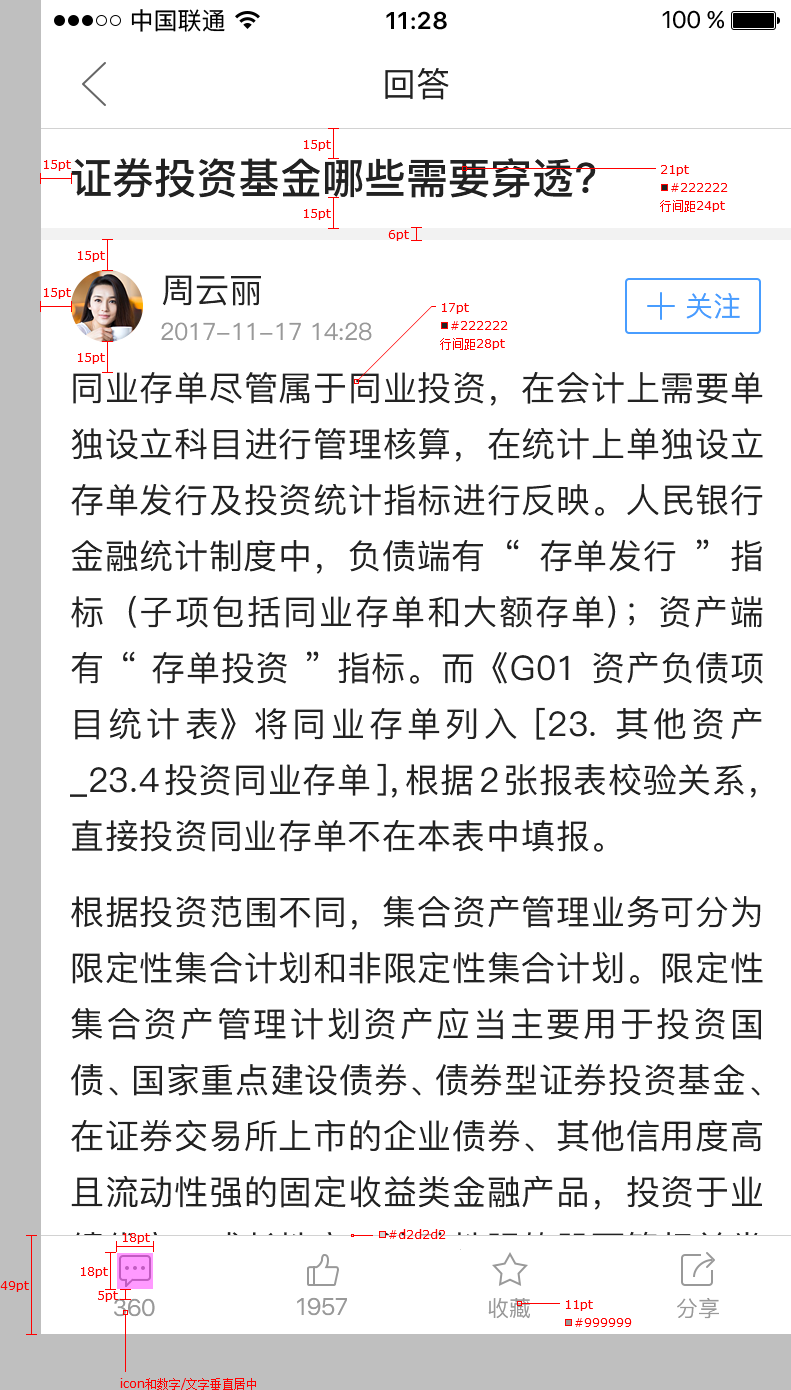 中国联通 11:28 100 %
回答
15pt
15pt
证券投资基金哪些需要穿透?
21pt
#222222
行间距24pt
15pt
6pt
15pt
15pt
周云丽
2017-11-17 14:28
关注
17pt
#222222
行间距28pt
15pt
同业存单尽管属于同业投资，在会计上需要单
独设立科目进行管理核算，在统计上单独设立
存单发行及投资统计指标进行反映。人民银行
金融统计制度中，负债端有“存单发行”指
标（子项包括同业存单和大额存单）；资产端
有“存单投资”指标。而《G01 资产负债项
目统计表》将同业存单列入 [23. 其他资产
_23.4投资同业存单],根据2张报表校验关系，
直接投资同业存单不在本表中填报。
根据投资范围不同，集合资产管理业务可分为
限定性集合计划和非限定性集合计划。限定性
集合资产管理计划资产应当主要用于投资国
债、国家重点建设债券、债券型证券投资基金、
在证券交易所上市的企业债券、其他信用度高
且流动性强的固定收益类金融产品，投资于业
#d2d2d2
18pt
18pt
49pt
5pt
360
1957
收藏
分享
11pt
#999999
icon和数字/文字垂直居中